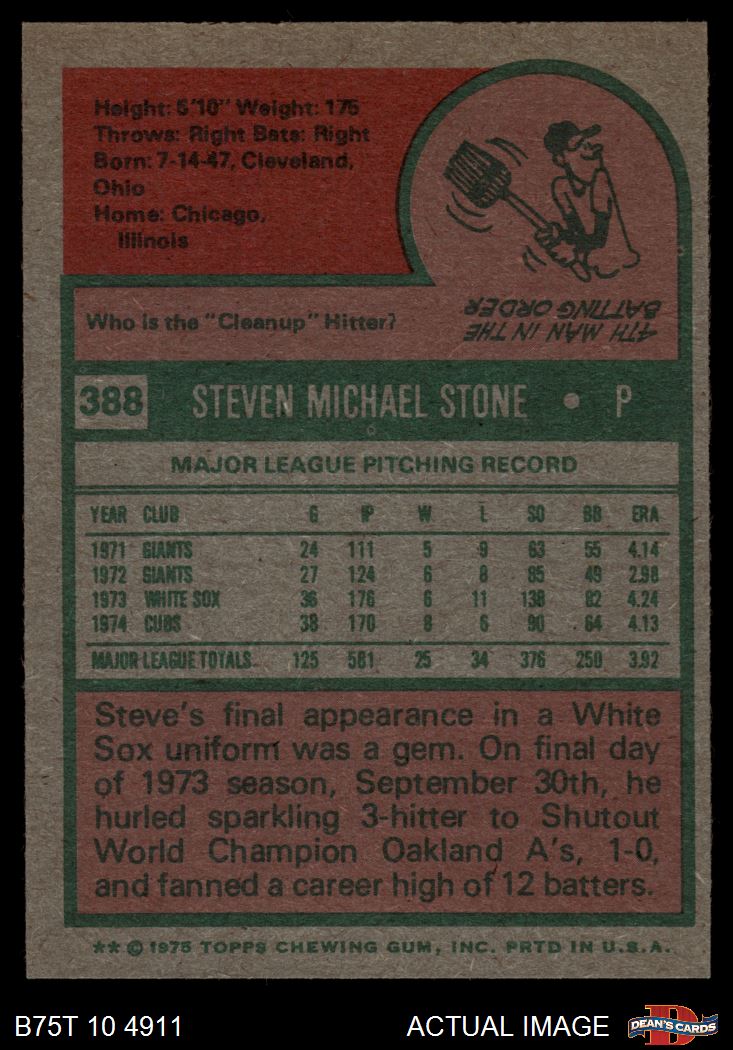 Height: 5'10" Weight: 175
Throws: Right Bats: Right
Born: 7-14-47, Cleveland,
Ohio
Home: Chicago,
Illinois
Who is the "Cleanup" Hitter?
4TH MAN IN THE
BATTING ORDER
388 STEVEN MICHAEL STONE • P
MAJOR LEAGUE PITCHING RECORD
YEAR CLUB G IP W L SO BB ERA
1971 GIANTS 24 111 5 9 63 55 4.14
1972 GIANTS 27 124 6 8 85 49 2.98
1973 WHITE SOX 36 176 6 11 138 82 4.24
1974 CUBS 38 170 8 6 90 64 4.13
MAJOR LEAGUE TOTALS 125 581 25 34 376 250 3.92
Steve's final appearance in a White
Sox uniform was a gem. On final day
of 1973 season, September 30th, he
hurled sparkling 3-hitter to Shutout
World Champion Oakland A's, 1-0,
and fanned a career high of 12 batters.
** © 1975 TOPPS CHEWING GUM, INC. PRTD IN U.S.A.
B75T 10 4911 ACTUAL IMAGE DEAN'S CARDS